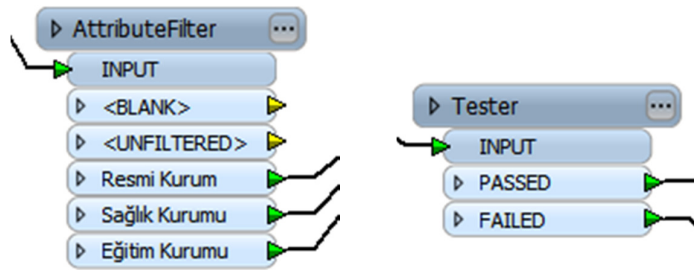 AttributeFilter
INPUT
<BLANK>
<UNFILTERED>
Resmi Kurum
Sağlık Kurumu
Eğitim Kurumu
Tester
INPUT
PASSED
FAILED